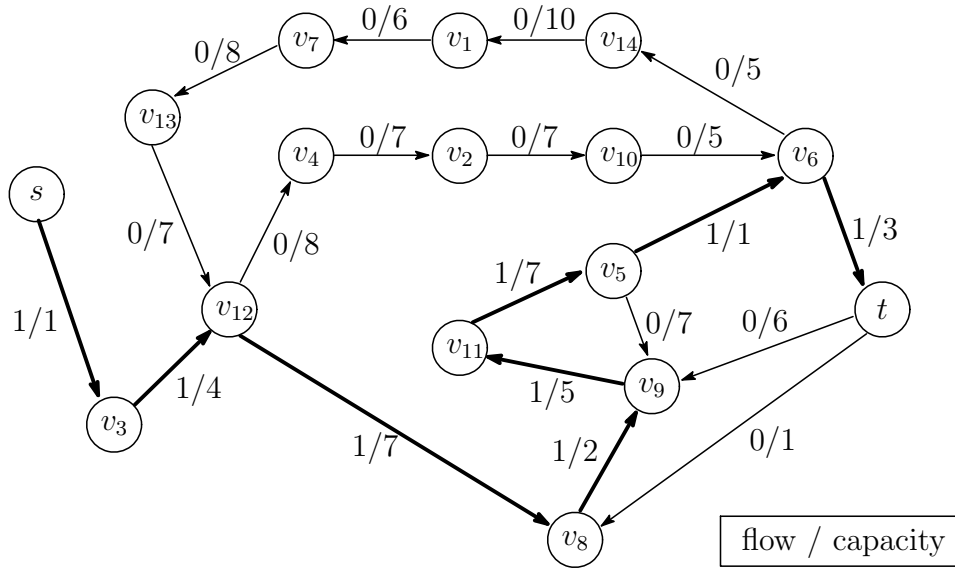 0/6
0/10
v7
v1
v14
0/8
0/5
v13
0/7
0/7
0/5
v4
v2
v10
v6
s
0/7
0/8
1/1
1/3
1/7
v5
v12
t
1/1
0/7
0/6
v11
1/4
1/5
v9
v3
1/7
1/2
0/1
v8
flow / capacity